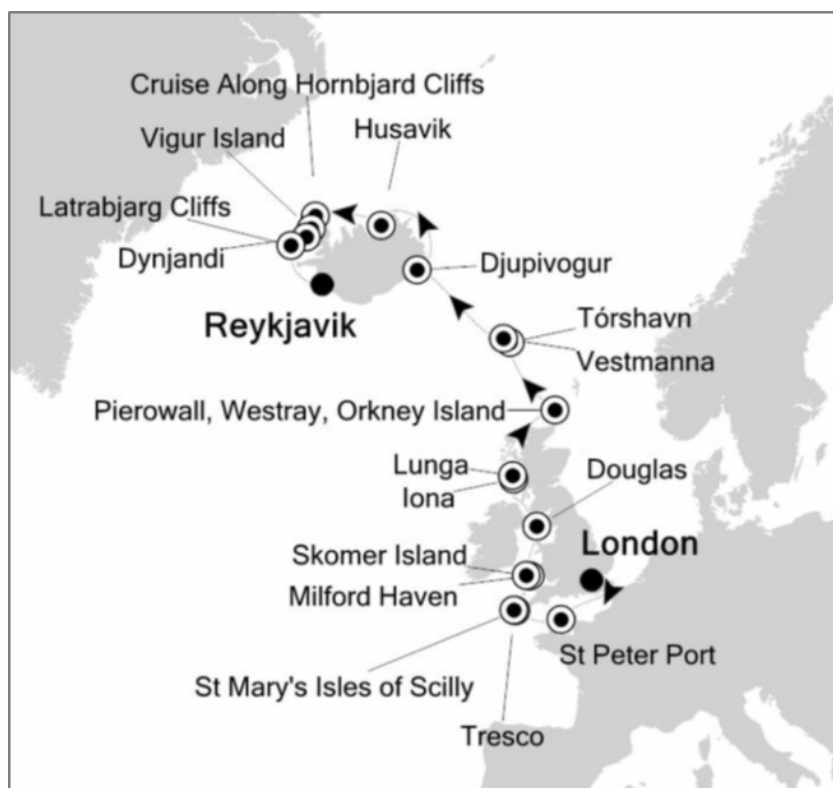 Cruise Along Hornbjard Cliffs
Husavik
Vigur Island
Latrabjarg Cliffs
Dynjandi
Djupivogur
Reykjavik
Tórshavn
Vestmanna
Pierowall, Westray, Orkney Island
Lunga
Douglas
Iona
London
Skomer Island
Milford Haven
St Peter Port
St Mary's Isles of Scilly
Tresco